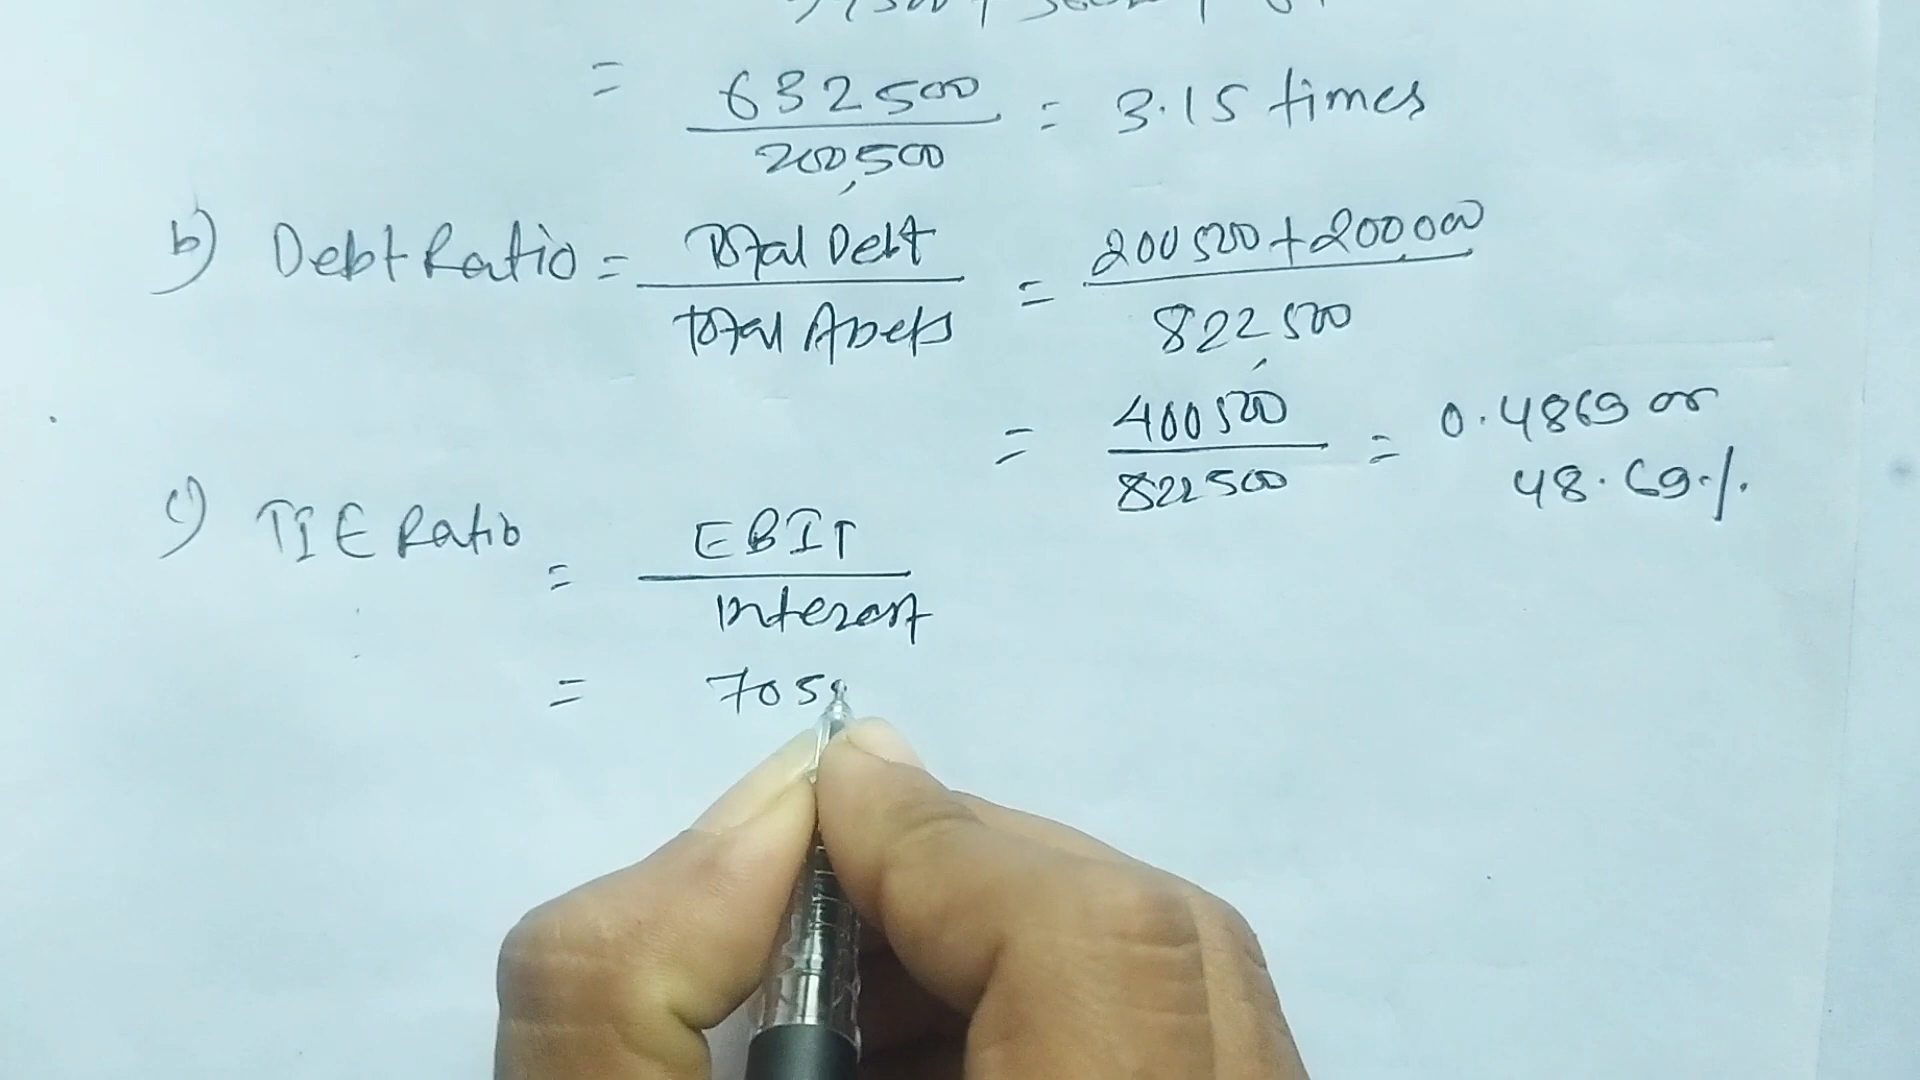 = 632500 / 200,500 = 3.15 times
b) Debt Ratio = Total Debt / Total Assets = 200500+200000 / 822500
= 400500 / 822500 = 0.4869 or
48.69%
c) TIE Ratio = EBIT / Interest
= 705